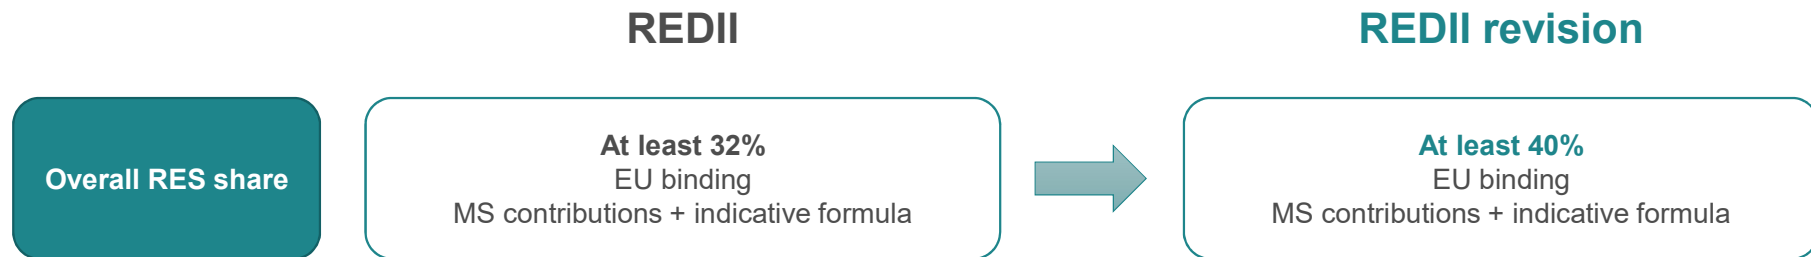 REDII
REDII revision
Overall RES share
At least 32%
EU binding
MS contributions + indicative formula
At least 40%
EU binding
MS contributions + indicative formula